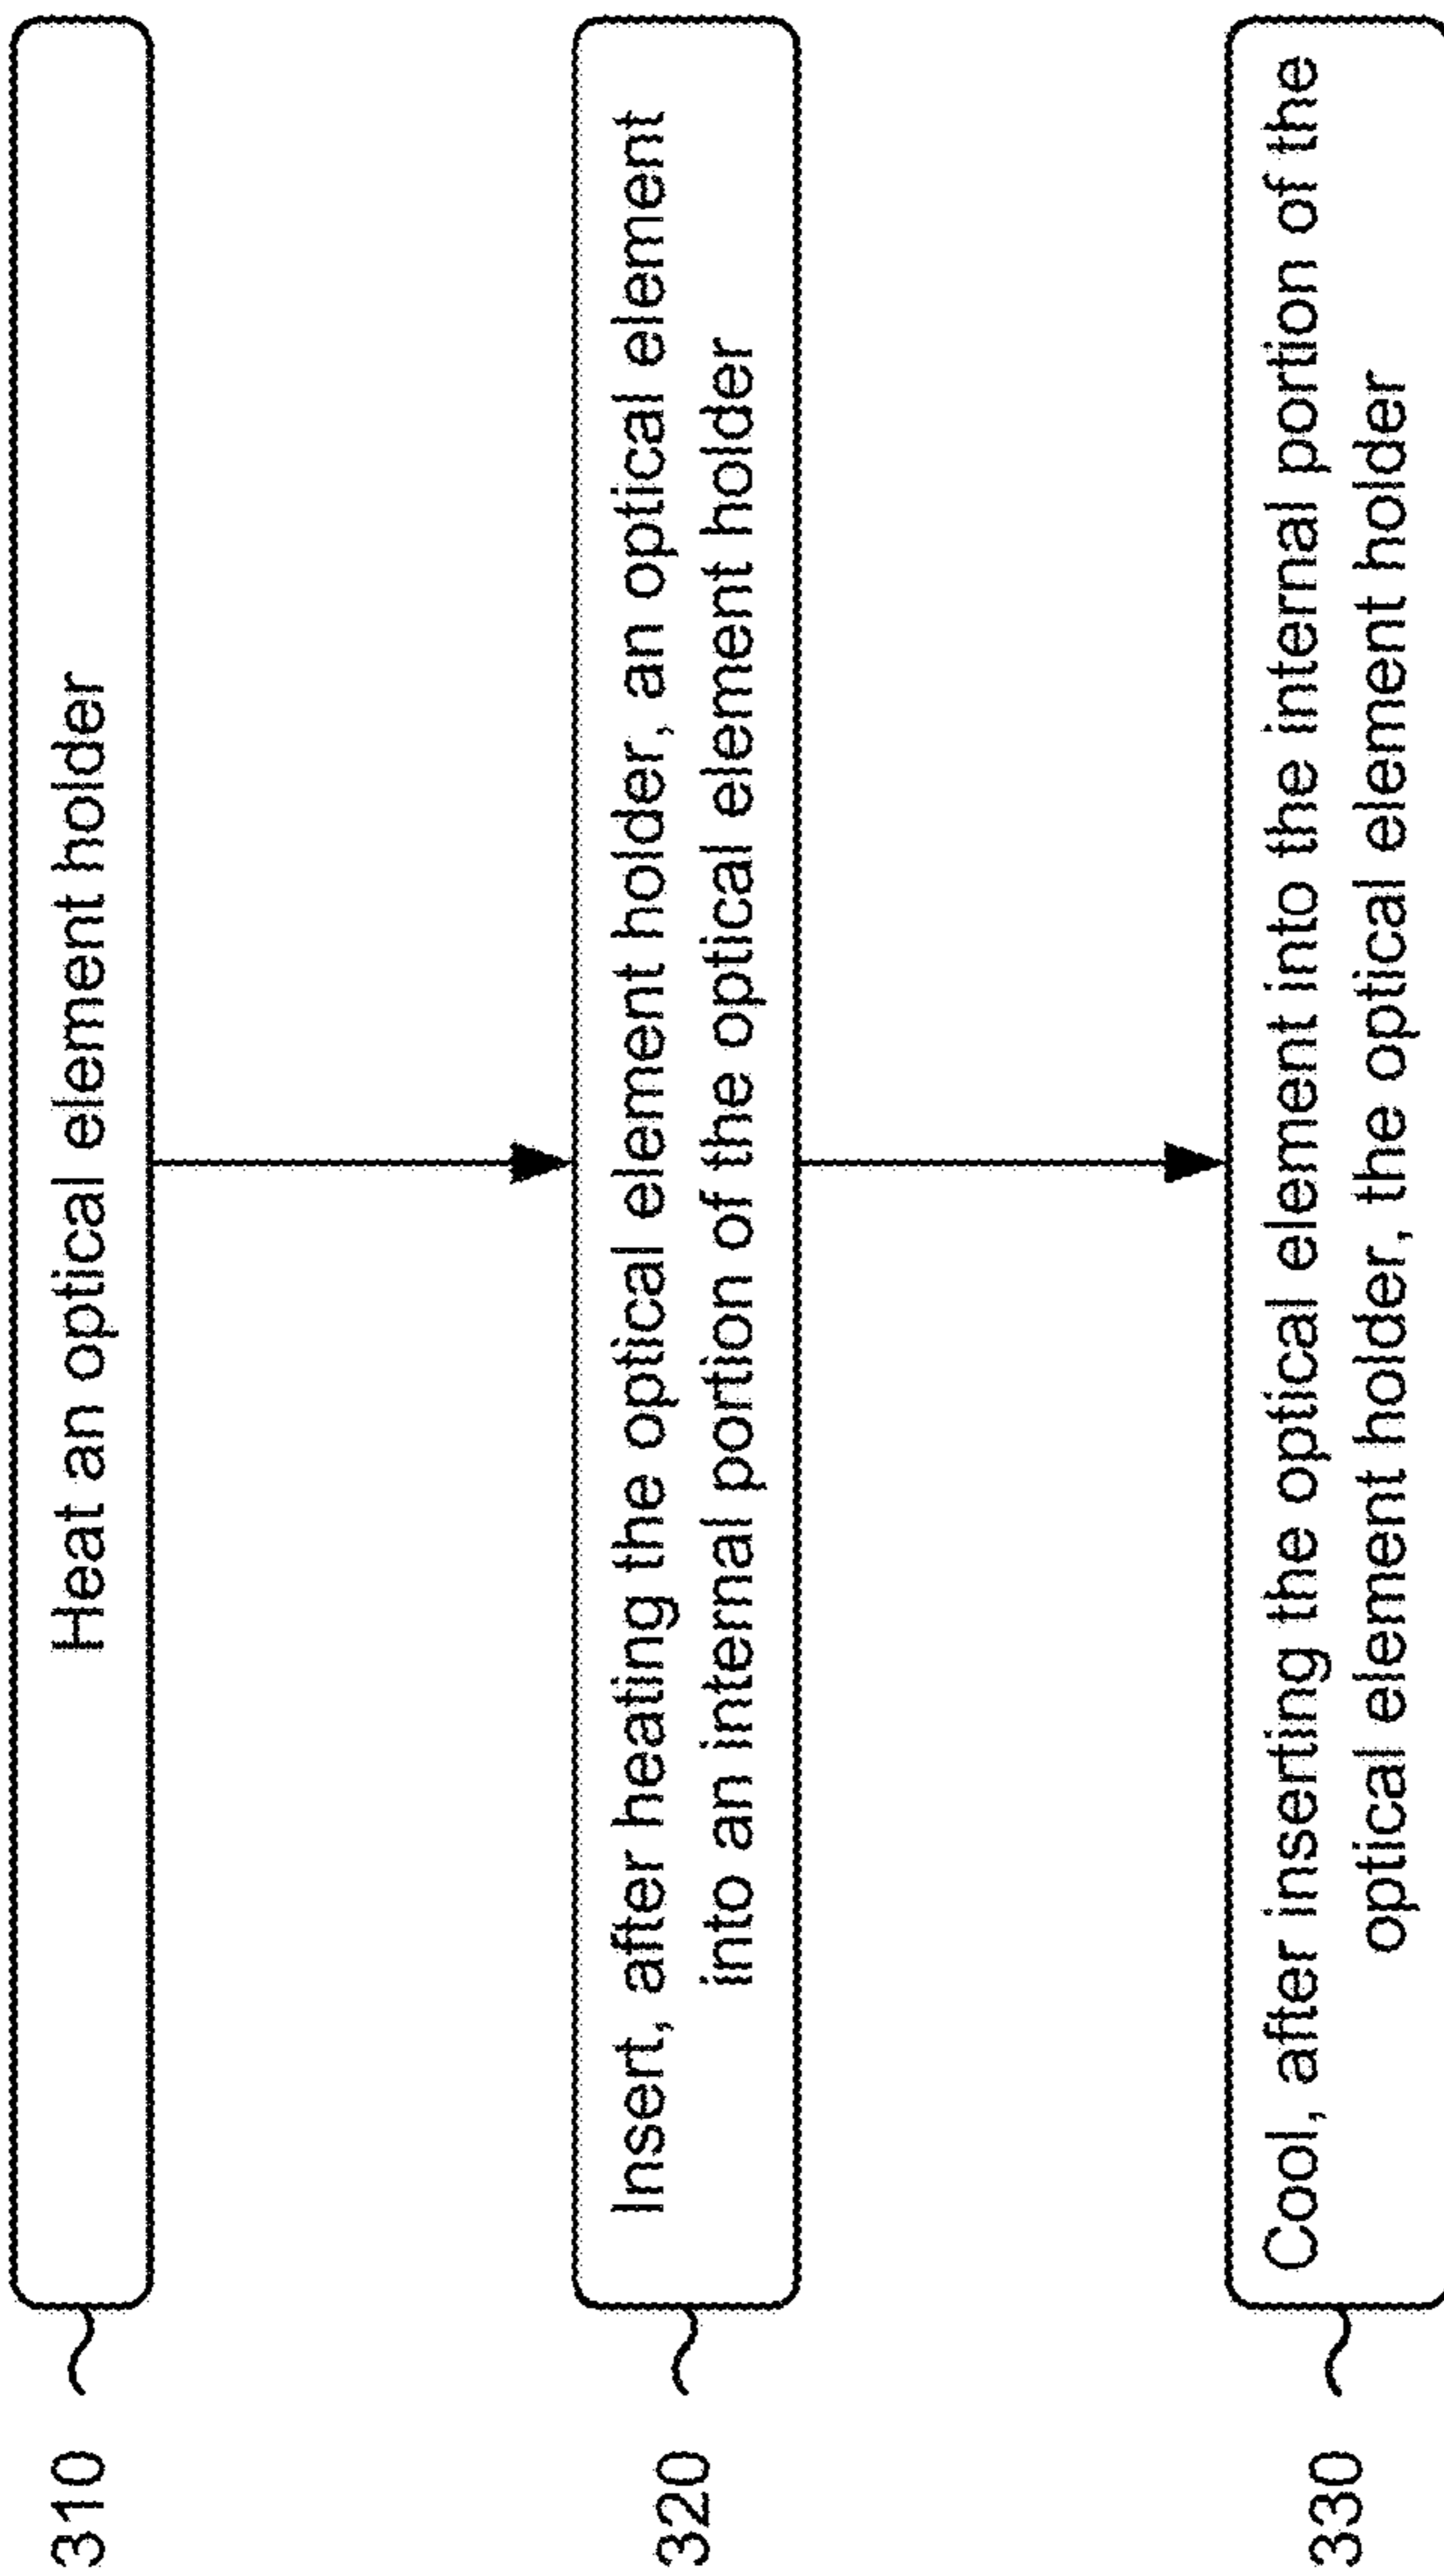 310
Heat an optical element holder
320
Insert, after heating the optical element holder, an optical element
into an internal portion of the optical element holder
330
Cool, after inserting the optical element into the internal portion of the
optical element holder, the optical element holder